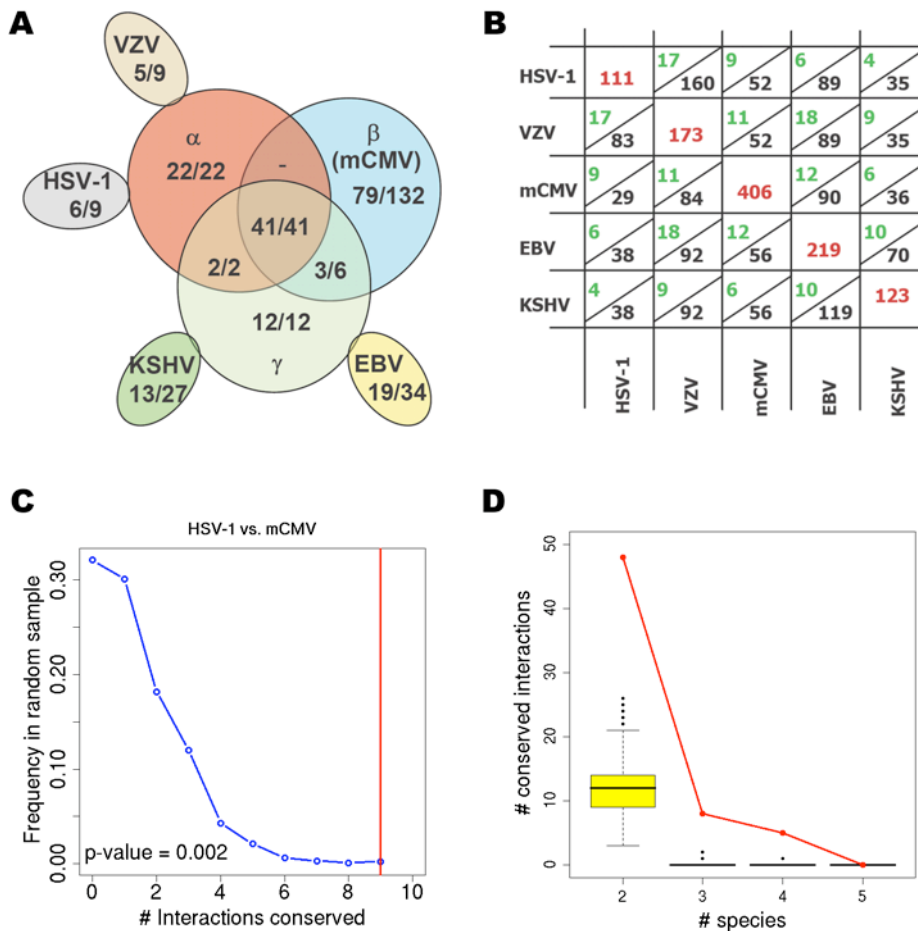 A
VZV
5/9
α
22/22
-
β
(mCMV)
79/132
HSV-1
6/9
41/41
2/2
3/6
12/12
γ
KSHV
13/27
EBV
19/34
B
HSV-1 111 17 160 9 52 6 89 4 35
VZV 17 83 173 11 52 18 89 9 35
mCMV 9 29 11 84 406 12 90 6 36
EBV 6 38 18 92 12 56 219 10 70
KSHV 4 38 9 92 6 56 10 119 123
HSV-1 VZV mCMV EBV KSHV
C
HSV-1 vs. mCMV
Frequency in random sample
0.30
0.20
0.10
0.00
p-value = 0.002
0 2 4 6 8 10
# Interactions conserved
D
# conserved interactions
50
40
30
20
10
0
2 3 4 5
# species